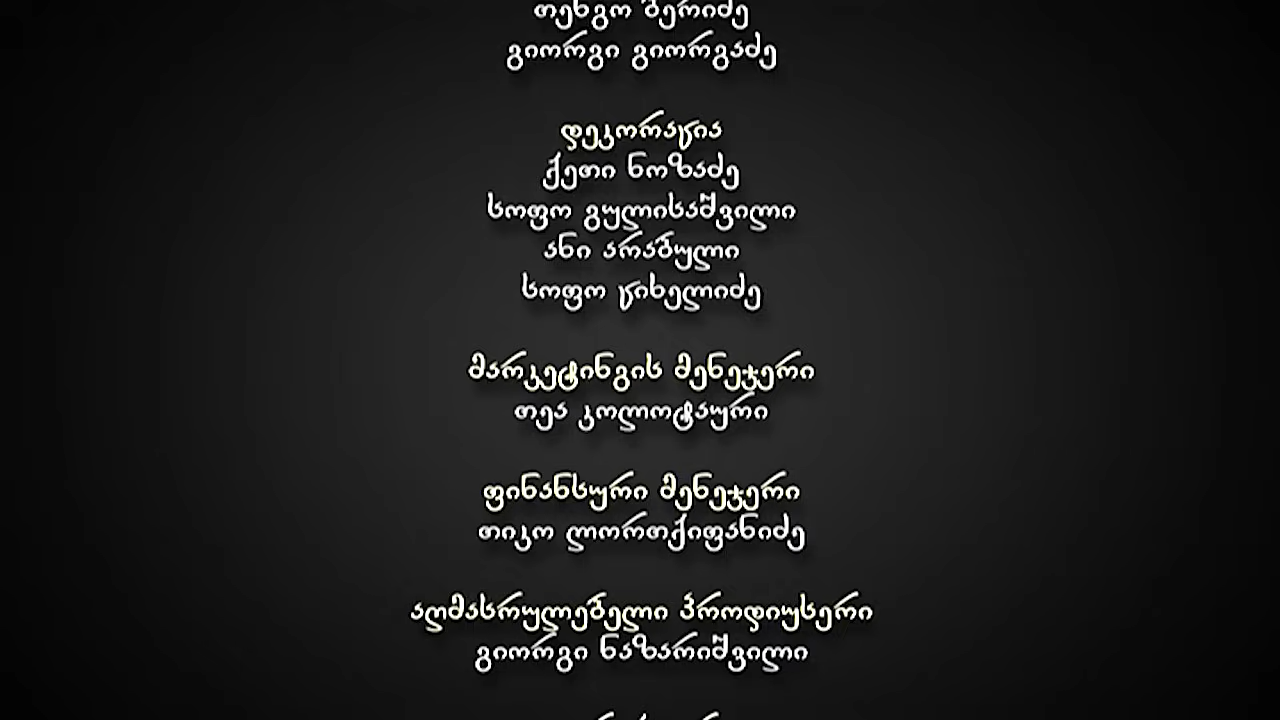 თენგო ბერიძე
გიორგი გიორგაძე
დეკორაცია
ქეთი ნოზაძე
სოფო გულისაშვილი
ანი არაბული
სოფო ციხელიძე
მარკეტინგის მენეჯერი
თეა კოლოტაური
ფინანსური მენეჯერი
თიკო ლორთქიფანიძე
აღმასრულებელი პროდიუსერი
გიორგი ნაზარიშვილი